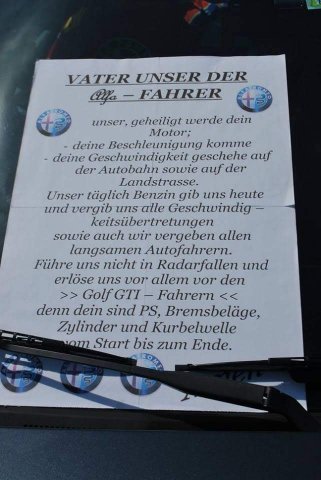 VATER UNSER DER
Alfa – FAHRER
unser, geheiligt werde dein
Motor;
- deine Beschleunigung komme
- deine Geschwindigkeit geschehe auf
der Autobahn sowie auf der
Landstrasse.
Unser täglich Benzin gib uns heute
und vergib uns alle Geschwindig –
keitsübertretungen
sowie auch wir vergeben allen
langsamen Autofahrern.
Führe uns nicht in Radarfallen und
erlöse uns vor allem vor den
>> Golf GTI – Fahrern <<
denn dein sind PS, Bremsbeläge,
Zylinder und Kurbelwelle
vom Start bis zum Ende.